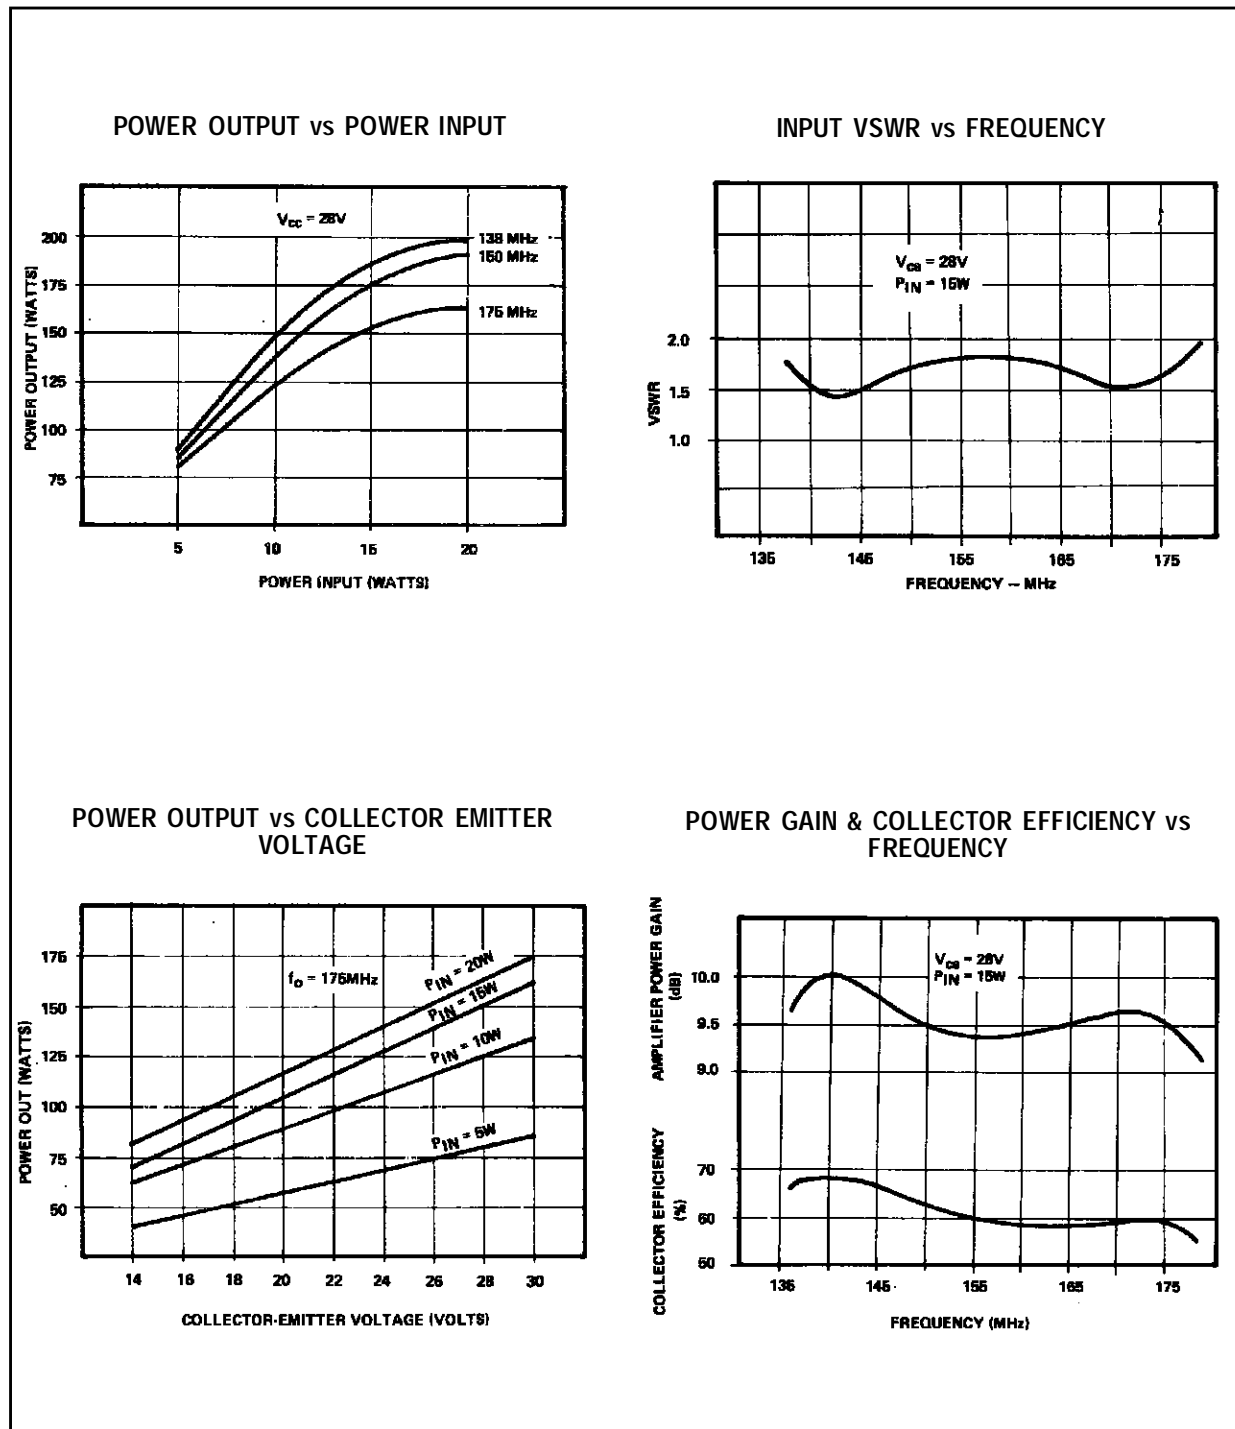 POWER OUTPUT vs POWER INPUT
POWER OUTPUT (WATTS)
200
175
150
125
100
75
VCC = 28V
138 MHz
150 MHz
175 MHz
5 10 15 20
POWER INPUT (WATTS)
INPUT VSWR vs FREQUENCY
VSWR
2.0
1.5
1.0
VCE = 28V
PIN = 15W
135 145 155 165 175
FREQUENCY – MHz
POWER OUTPUT vs COLLECTOR EMITTER
VOLTAGE
POWER OUT (WATTS)
175
150
125
100
75
50
fo = 175MHz
PIN = 20W
PIN = 15W
PIN = 10W
PIN = 5W
14 16 18 20 22 24 26 28 30
COLLECTOR-EMITTER VOLTAGE (VOLTS)
POWER GAIN & COLLECTOR EFFICIENCY vs
FREQUENCY
AMPLIFIER POWER GAIN
(dB)
10.0
9.5
9.0
VCE = 28V
PIN = 15W
COLLECTOR EFFICIENCY
(%)
70
60
50
135 145 155 165 175
FREQUENCY (MHz)